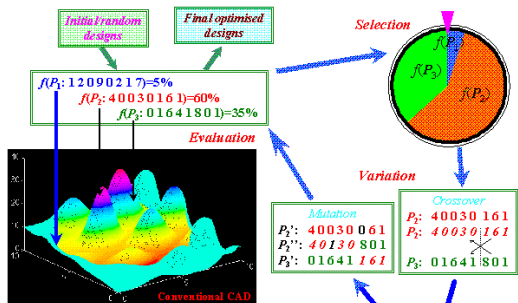 Initial/random
designs
Final optimised
designs
Selection
f(P₁: 1 2 0 9 0 2 1 7)=5%
f(P₂: 4 0 0 3 0 1 6 1)=60%
f(P₃: 0 1 6 4 1 8 0 1)=35%
Evaluation
f(P₁)
f(P₃)
f(P₂)
Variation
Mutation
P₂': 40030 061
P₂'': 40130 801
P₃': 01641 161
Crossover
P₂: 40030 161
P₂: 40030 161
P₃: 01641 801
Conventional CAD